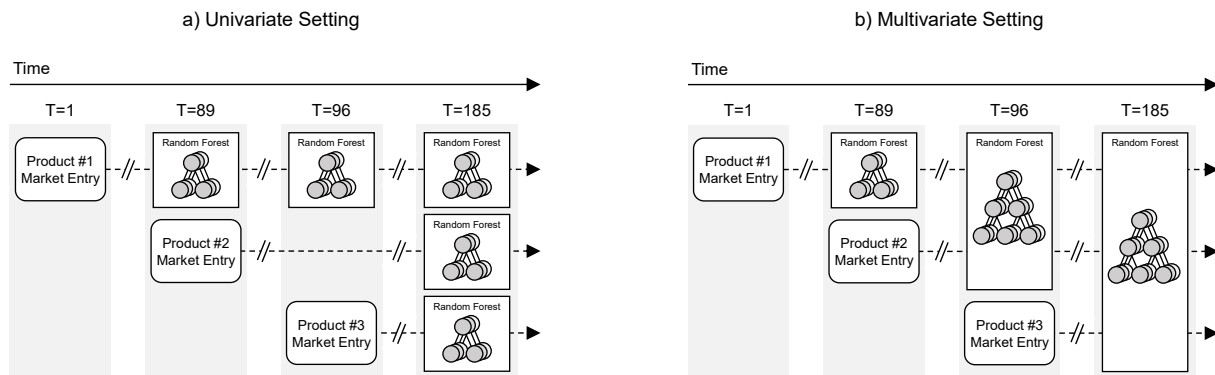 a) Univariate Setting
Time
T=1 T=89 T=96 T=185
Product #1
Market Entry
Random Forest
Random Forest
Random Forest
Product #2
Market Entry
Random Forest
Product #3
Market Entry
Random Forest
b) Multivariate Setting
Time
T=1 T=89 T=96 T=185
Product #1
Market Entry
Random Forest
Random Forest
Random Forest
Product #2
Market Entry
Product #3
Market Entry